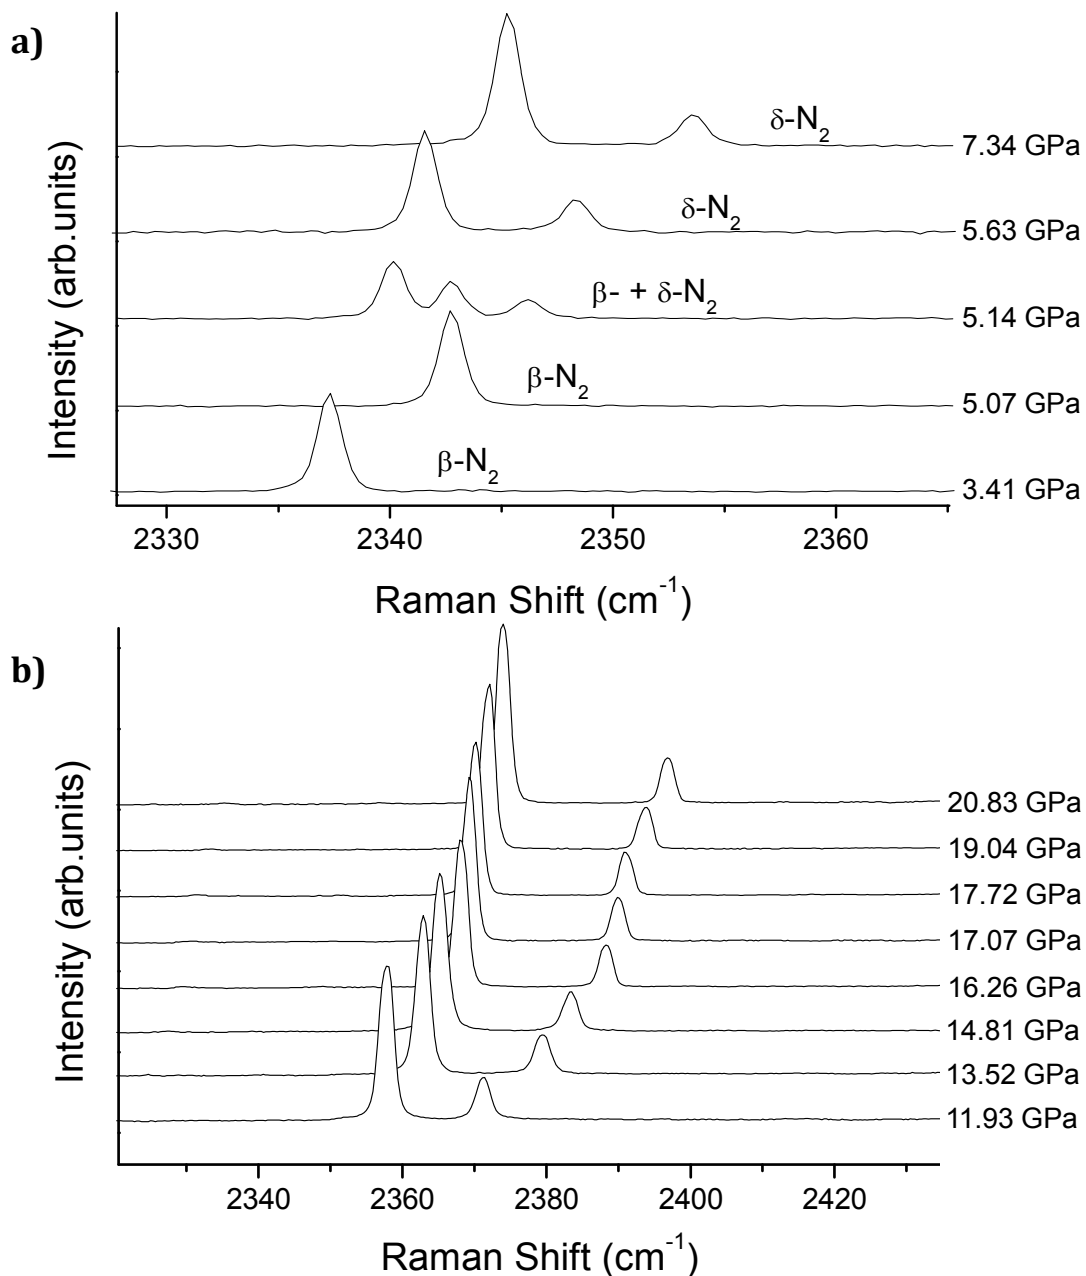 a)
Intensity (arb.units)
δ-N₂
7.34 GPa
δ-N₂
5.63 GPa
β- + δ-N₂
5.14 GPa
β-N₂
5.07 GPa
β-N₂
3.41 GPa
2330 2340 2350 2360
Raman Shift (cm⁻¹)
b)
Intensity (arb.units)
20.83 GPa
19.04 GPa
17.72 GPa
17.07 GPa
16.26 GPa
14.81 GPa
13.52 GPa
11.93 GPa
2340 2360 2380 2400 2420
Raman Shift (cm⁻¹)